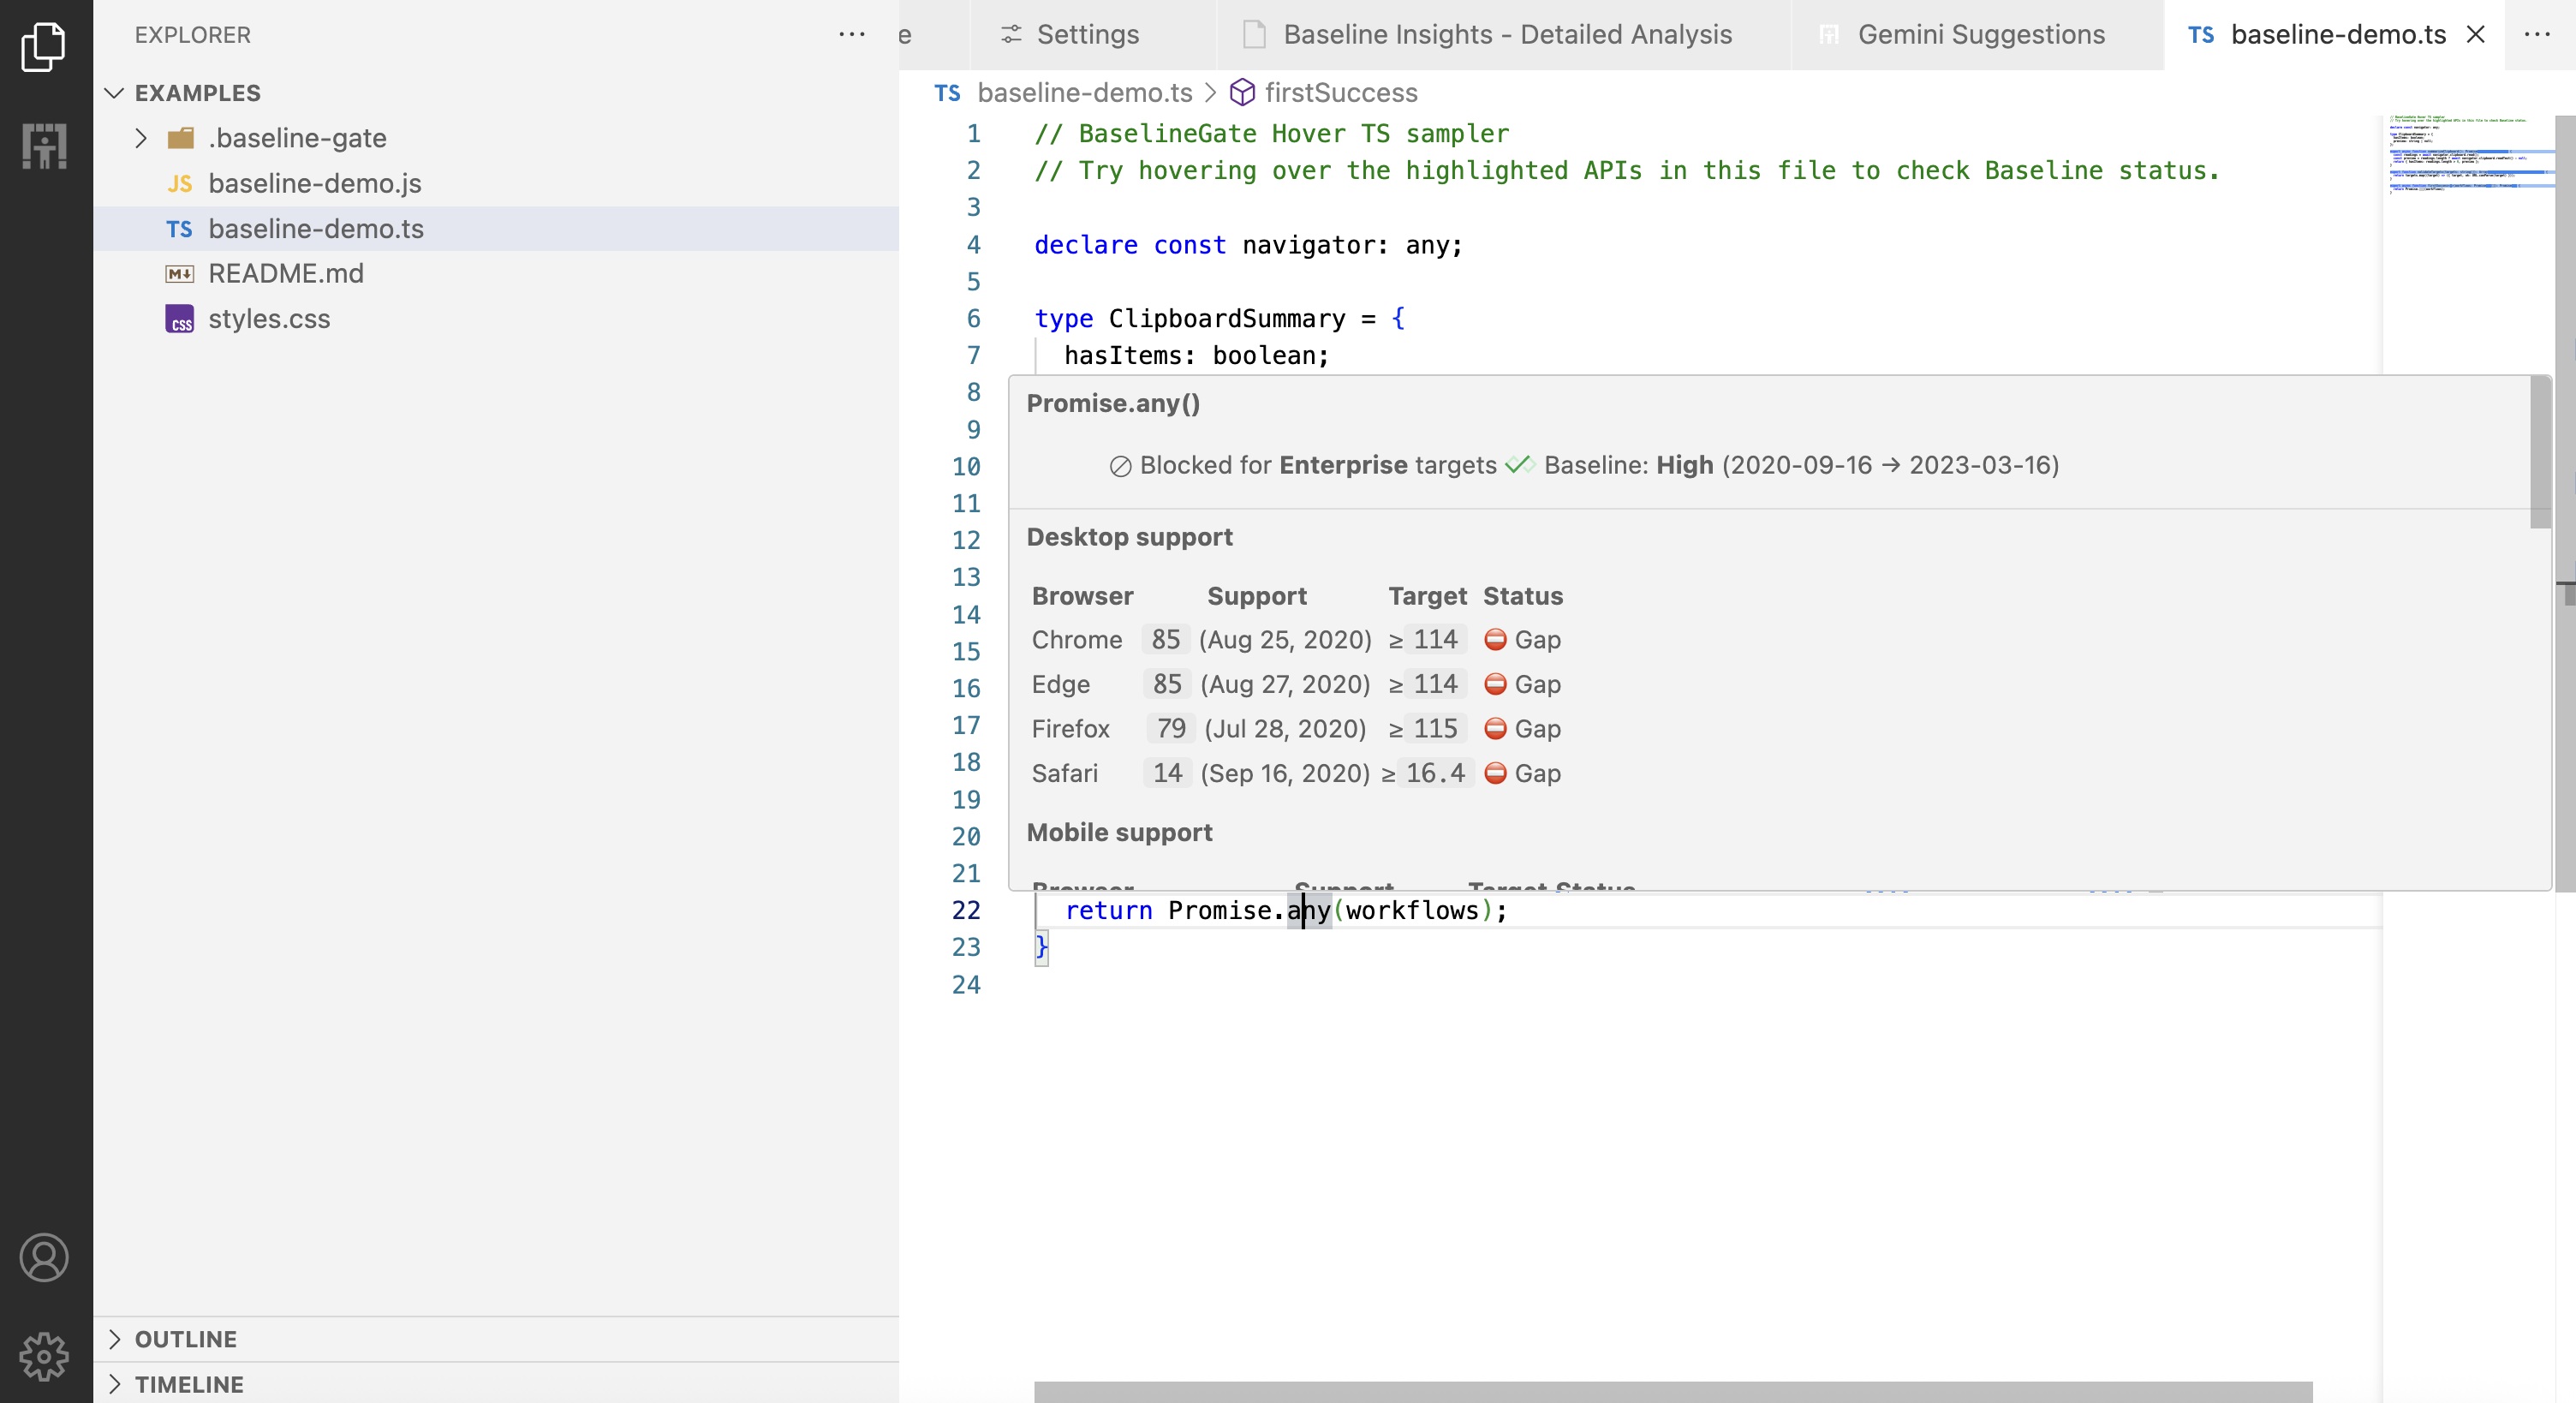 EXPLORER
EXAMPLES
.baseline-gate
JS baseline-demo.js
TS baseline-demo.ts
README.md
CSS styles.css
OUTLINE
TIMELINE
e
Settings
Baseline Insights - Detailed Analysis
Gemini Suggestions
TS baseline-demo.ts
TS baseline-demo.ts > firstSuccess
1 // BaselineGate Hover TS sampler
2 // Try hovering over the highlighted APIs in this file to check Baseline status.
3
4 declare const navigator: any;
5
6 type ClipboardSummary = {
7 hasItems: boolean;
8
9
10
11
12
13
14
15
16
17
18
19
20
21
Promise.any()
Blocked for Enterprise targets Baseline: High (2020-09-16 → 2023-03-16)
Desktop support
Browser Support Target Status
Chrome 85 (Aug 25, 2020) ≥ 114 Gap
Edge 85 (Aug 27, 2020) ≥ 114 Gap
Firefox 79 (Jul 28, 2020) ≥ 115 Gap
Safari 14 (Sep 16, 2020) ≥ 16.4 Gap
Mobile support
Browser Support Target Status
22 return Promise.any(workflows);
23 }
24